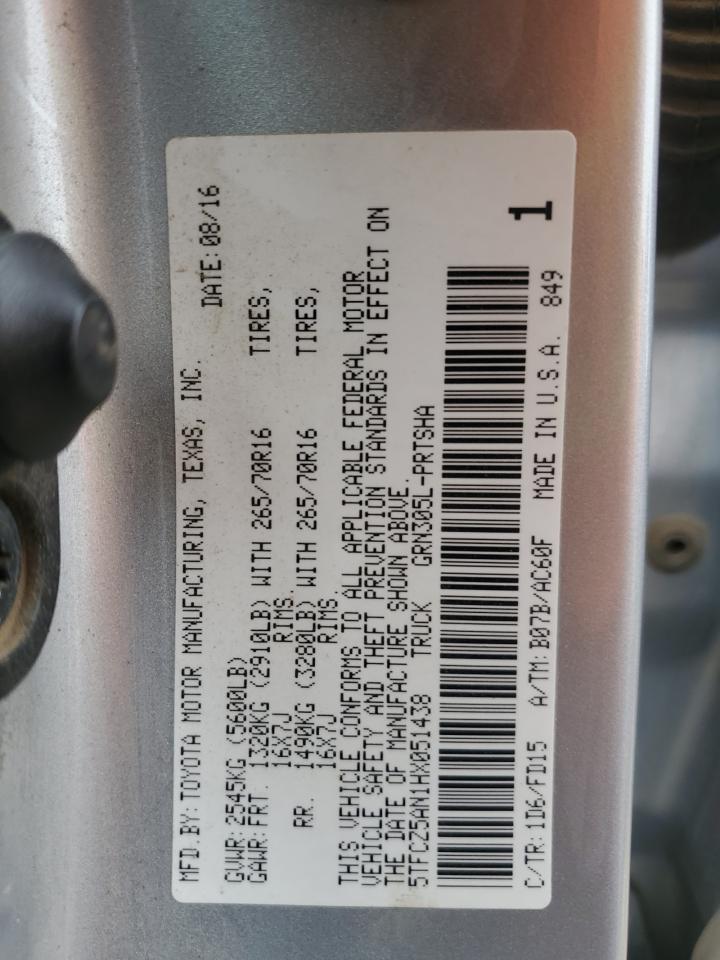 MFD.BY:TOYOTA MOTOR MANUFACTURING, TEXAS, INC.
DATE:08/16
GVWR:2545KG (5600LB)
GAWR:FRT. 1320KG (2910LB) WITH 265/70R16 TIRES,
16X7J RIMS.
RR. 1490KG (3280LB) WITH 265/70R16 TIRES,
16X7J RIMS.
THIS VEHICLE CONFORMS TO ALL APPLICABLE FEDERAL MOTOR
VEHICLE SAFETY AND THEFT PREVENTION STANDARDS IN EFFECT ON
THE DATE OF MANUFACTURE SHOWN ABOVE.
5TFCZ5AN1HX051438 TRUCK GRN305L-PRTSHA
1
C/TR:1D6/FD15 A/TM:B07B/AC60F MADE IN U.S.A. 849